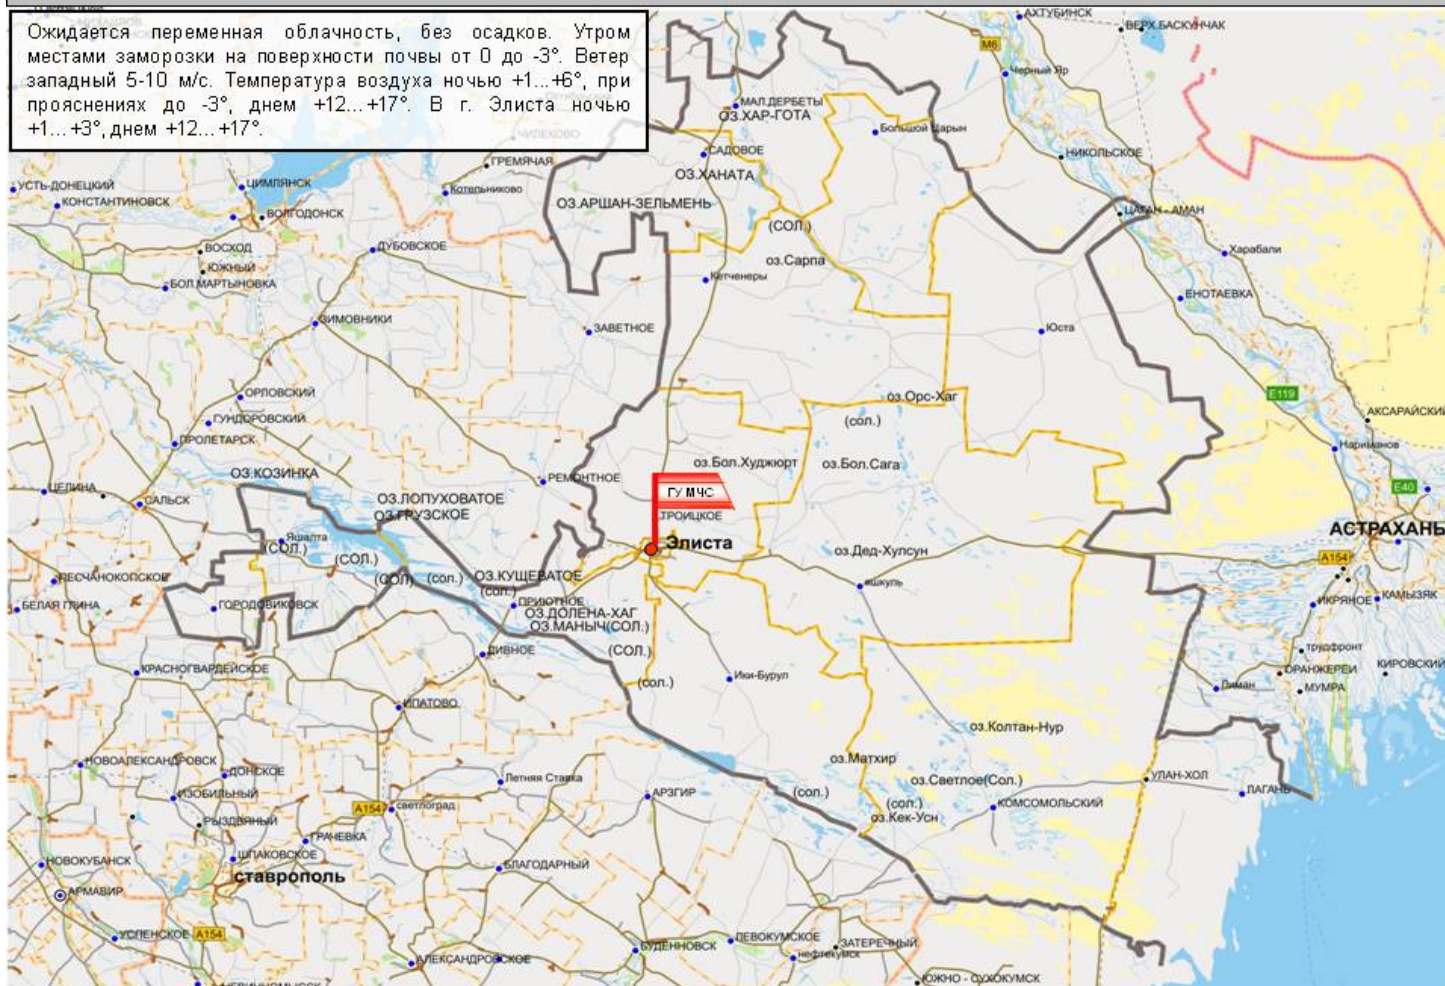 Ожидается переменная облачность, без осадков. Утром
местами заморозки на поверхности почвы от 0 до -3°. Ветер
западный 5-10 м/с. Температура воздуха ночью +1...+6°, при
прояснениях до -3°, днем +12...+17°. В г. Элиста ночью
+1...+3°, днем +12...+17°.
АХТУБИНСК
ВЕРХ.БАСКУНЧАК
М6
Черный Яр
МАЛ.ДЕРБЕТЫ
ОЗ.ХАР-ГОТА
Большой Царын
ЧИЛЕКОВО
ГРЕМЯЧАЯ
САДОВОЕ
НИКОЛЬСКОЕ
ОЗ.ХАНАТА
УСТЬ-ДОНЕЦКИЙ
ЦИМЛЯНСК
Котельниково
КОНСТАНТИНОВСК
ВОЛГОДОНСК
ОЗ.АРШАН-ЗЕЛЬМЕНЬ
ЦАГАН - АМАН
(СОЛ.)
ВОСХОД
ДУБОВСКОЕ
Харабали
ЮЖНЫЙ
оз.Сарпа
БОЛ.МАРТЫНОВКА
Кетченеры
ЕНОТАЕВКА
ЗИМОВНИКИ
ЗАВЕТНОЕ
Юста
ОРЛОВСКИЙ
оз.Орс-Хаг
Е119
ГУНДОРОВСКИЙ
(сол.)
АКСАРАЙСКИЙ
ПРОЛЕТАРСК
Нариманов
оз.Бол.Худжюрт
оз.Бол.Сага
ОЗ.КОЗИНКА
РЕМОНТНОЕ
ЦЕЛИНА
САЛЬСК
ОЗ.ЛОПУХОВАТОЕ
ГУ МЧС
Е40
ОЗ.ГРУЗСКОЕ
ТРОИЦКОЕ
АСТРАХАНЬ
Яшалта
(СОЛ.)
Элиста
(СОЛ.)
оз.Дед-Хулсун
А154
(СОЛ)
(сол.)
ОЗ.КУЩЕВАТОЕ
ПЕСЧАНОКОПСКОЕ
(сол.)
яшкуль
БЕЛАЯ ГЛИНА
ГОРОДОВИКОВСК
ПРИЮТНОЕ
ИКРЯНОЕ
КАМЫЗЯК
ОЗ.ДОЛЕНА-ХАГ
ОЗ.МАНЫЧ(СОЛ.)
ДИВНОЕ
(СОЛ.)
трудфронт
КРАСНОГВАРДЕЙСКОЕ
ОРАНЖЕРЕИ
КИРОВСКИЙ
Ики-Бурул
(сол.)
Лиман
МУМРА
ИПАТОВО
оз.Колтан-Нур
НОВОАЛЕКСАНДРОВСК
оз.Матхир
ДОНСКОЕ
Летняя Ставка
оз.Светлое(Сол.)
УЛАН-ХОЛ
ИЗОБИЛЬНЫЙ
АРЗГИР
(сол.)
ЛАГАНЬ
А154
светлоград
(сол.)
КОМСОМОЛЬСКИЙ
оз.Кек-Усн
РЫЗДВЯНЫЙ
ГРАЧЕВКА
НОВОКУБАНСК
ШПАКОВСКОЕ
БЛАГОДАРНЫЙ
ставрополь
АРМАВИР
УСПЕНСКОЕ
А154
БУДЕННОВСК
ЛЕВОКУМСКОЕ
ЗАТЕРЕЧНЫЙ
АЛЕКСАНДРОВСКОЕ
нефтекумск
ЮЖНО - СУХОКУМСК